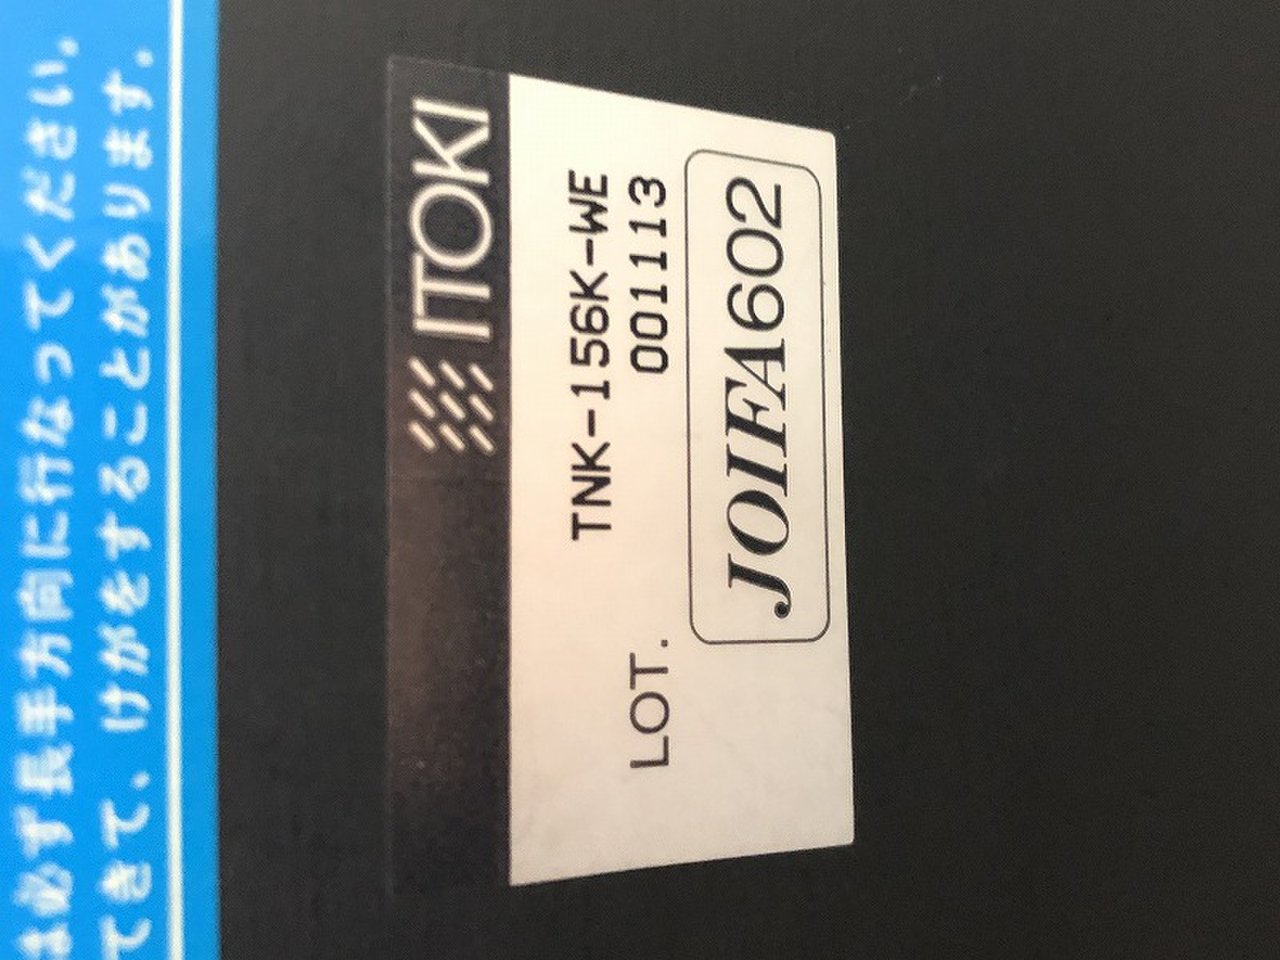 は必ず長手方向に行なってください。
てきて、けがをすることがあります。
ITOKI
TNK-156K-WE
LOT. 001113
JOIFA602